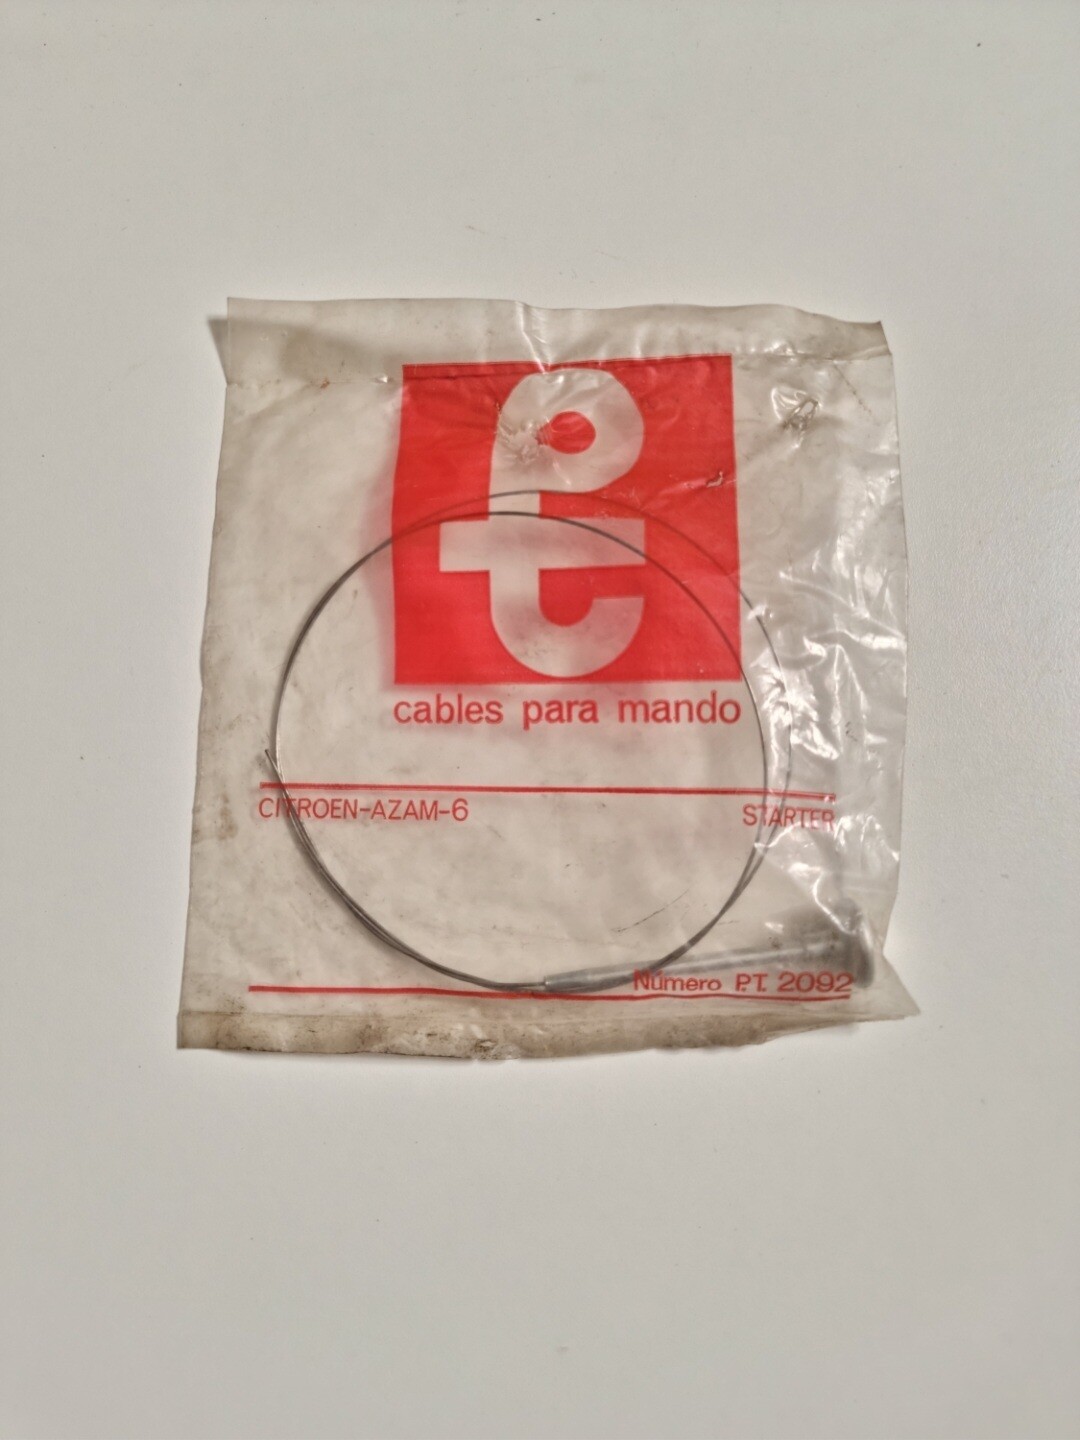 pt
cables para mando
CITROEN-AZAM-6 STARTER
Número P.T. 2092